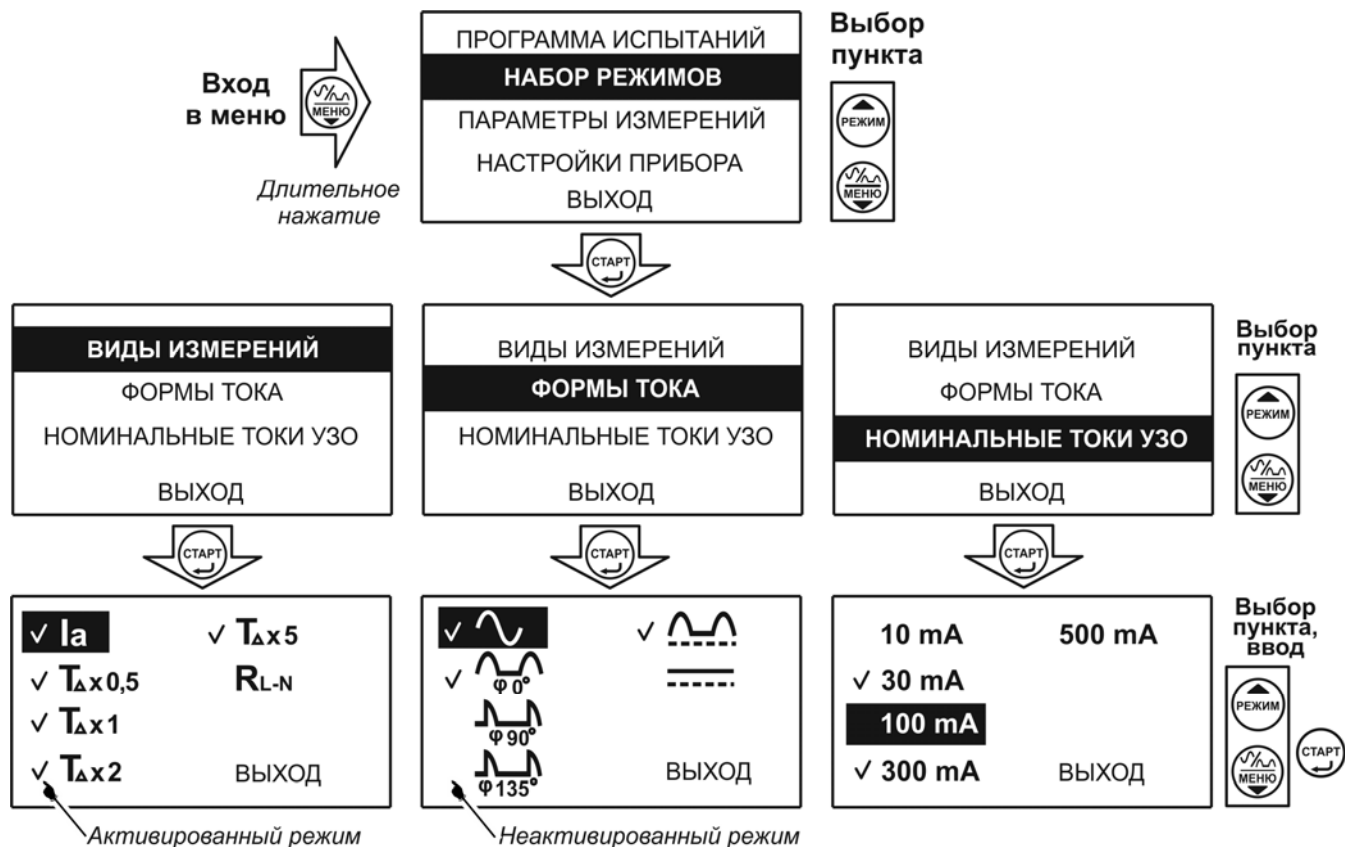 Вход
в меню
МЕНЮ
Длительное
нажатие
ПРОГРАММА ИСПЫТАНИЙ
НАБОР РЕЖИМОВ
ПАРАМЕТРЫ ИЗМЕРЕНИЙ
НАСТРОЙКИ ПРИБОРА
ВЫХОД
Выбор
пункта
РЕЖИМ
МЕНЮ
СТАРТ
ВИДЫ ИЗМЕРЕНИЙ
ФОРМЫ ТОКА
НОМИНАЛЬНЫЕ ТОКИ УЗО
ВЫХОД
ВИДЫ ИЗМЕРЕНИЙ
ФОРМЫ ТОКА
НОМИНАЛЬНЫЕ ТОКИ УЗО
ВЫХОД
ВИДЫ ИЗМЕРЕНИЙ
ФОРМЫ ТОКА
НОМИНАЛЬНЫЕ ТОКИ УЗО
ВЫХОД
Выбор
пункта
РЕЖИМ
МЕНЮ
СТАРТ
СТАРТ
СТАРТ
✓ Ia
✓ TΔx0,5
✓ TΔx1
✓ TΔx2
✓ TΔx5
RL-N
ВЫХОД
Активированный режим
✓
✓ φ 0°
φ 90°
φ 135°
✓
ВЫХОД
Неактивированный режим
10 mA
✓ 30 mA
100 mA
✓ 300 mA
500 mA
ВЫХОД
Выбор
пункта,
ввод
РЕЖИМ
МЕНЮ
СТАРТ